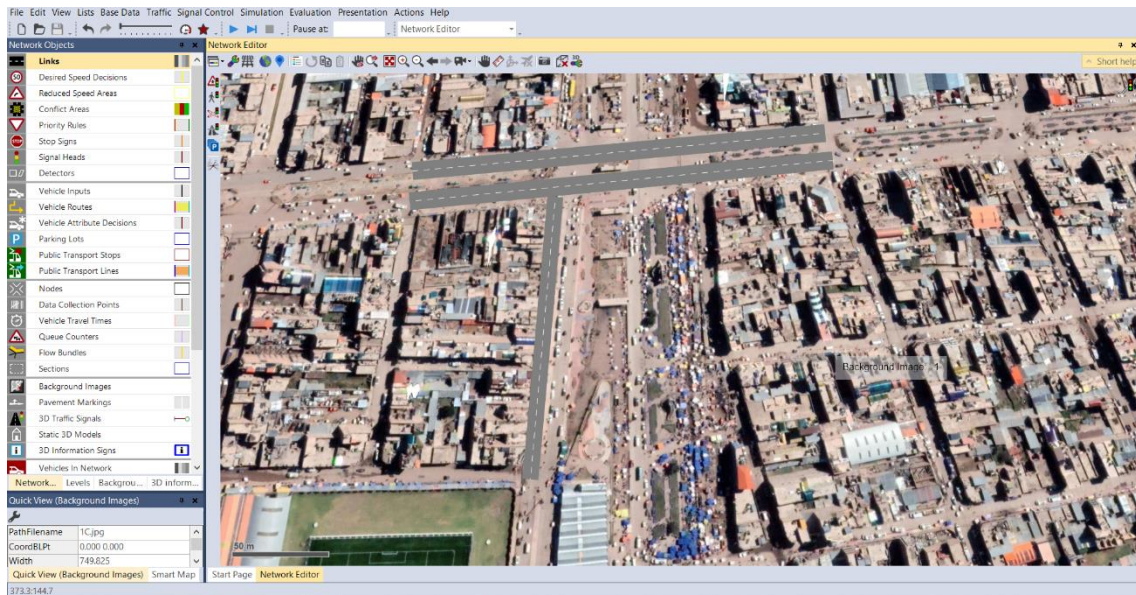 File Edit View Lists Base Data Traffic Signal Control Simulation Evaluation Presentation Actions Help
Pause at: Network Editor
Network Objects
Network Editor
Links
Short help
Desired Speed Decisions
Reduced Speed Areas
Conflict Areas
Priority Rules
Stop Signs
Signal Heads
Detectors
Vehicle Inputs
Vehicle Routes
Vehicle Attribute Decisions
Parking Lots
Public Transport Stops
Public Transport Lines
Nodes
Data Collection Points
Vehicle Travel Times
Queue Counters
Flow Bundles
Sections
Background Images
Pavement Markings
3D Traffic Signals
Static 3D Models
3D Information Signs
Vehicles In Network
Network... Levels Backgrou... 3D inform...
Background Image
Quick View (Background Images)
PathFilename 1C.jpg
CoordBLPt 0.000 0.000
Width 749.825
50 m
Quick View (Background Images) Smart Map Start Page Network Editor
373.3:144.7